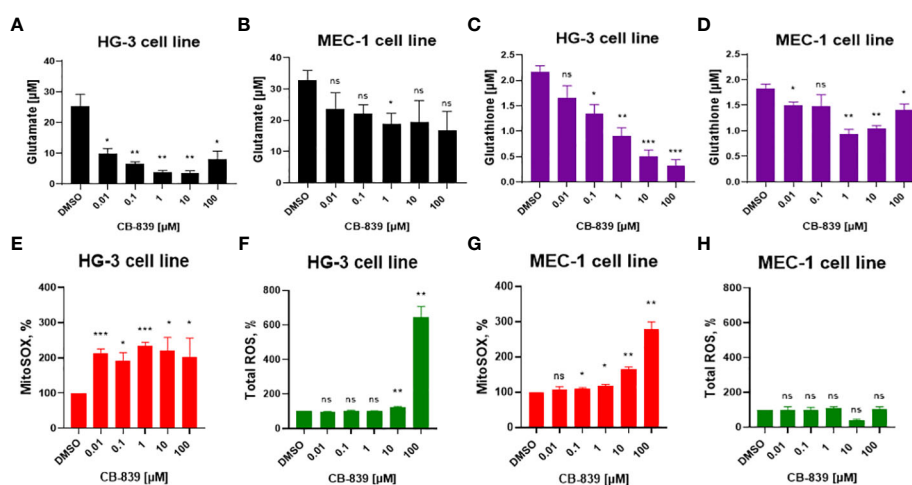 A
HG-3 cell line
Glutamate [µM]
40
30
20
10
0
* ** ** ** *
DMSO 0.01 0.1 1 10 100
CB-839 [µM]
B
MEC-1 cell line
Glutamate [µM]
40
30
20
10
0
ns ns * ns ns
DMSO 0.01 0.1 1 10 100
CB-839 [µM]
C
HG-3 cell line
Glutathione [µM]
2.5
2.0
1.5
1.0
0.5
0.0
ns * ** *** ***
DMSO 0.01 0.1 1 10 100
CB-839 [µM]
D
MEC-1 cell line
Glutathione [µM]
2.5
2.0
1.5
1.0
0.5
0.0
* ns ** ** *
DMSO 0.01 0.1 1 10 100
CB-839 [µM]
E
HG-3 cell line
MitoSOX, %
400
300
200
100
0
*** * *** * *
DMSO 0.01 0.1 1 10 100
CB-839 [µM]
F
HG-3 cell line
Total ROS, %
800
600
400
200
0
ns ns ns ** **
DMSO 0.01 0.1 1 10 100
CB-839 [µM]
G
MEC-1 cell line
MitoSOX, %
400
300
200
100
0
ns * * ** **
DMSO 0.01 0.1 1 10 100
CB-839 [µM]
H
MEC-1 cell line
Total ROS, %
800
600
400
200
0
ns ns ns ns ns
DMSO 0.01 0.1 1 10 100
CB-839 [µM]